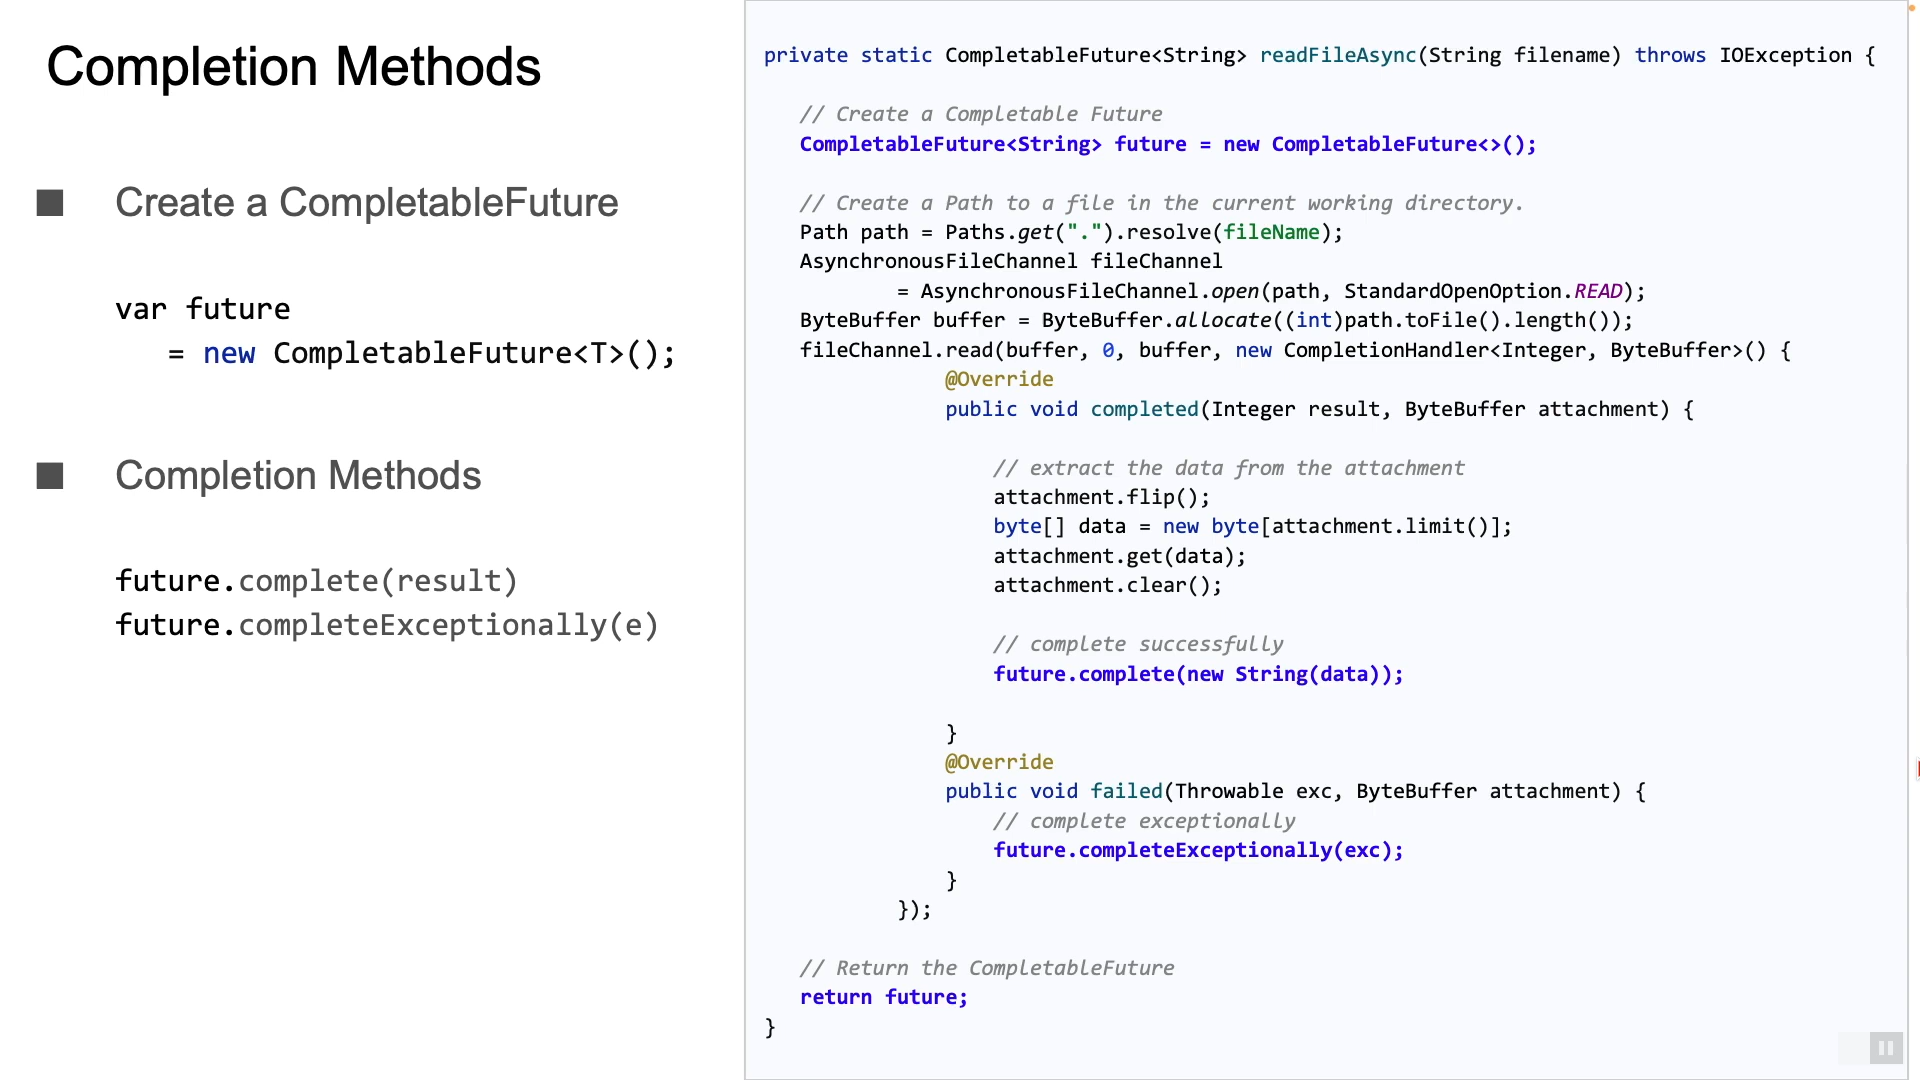 Completion Methods
■ Create a CompletableFuture
var future
= new CompletableFuture<T>();
■ Completion Methods
future.complete(result)
future.completeExceptionally(e)
private static CompletableFuture<String> readFileAsync(String filename) throws IOException {
// Create a Completable Future
CompletableFuture<String> future = new CompletableFuture<>();
// Create a Path to a file in the current working directory.
Path path = Paths.get(".").resolve(fileName);
AsynchronousFileChannel fileChannel
= AsynchronousFileChannel.open(path, StandardOpenOption.READ);
ByteBuffer buffer = ByteBuffer.allocate((int)path.toFile().length());
fileChannel.read(buffer, 0, buffer, new CompletionHandler<Integer, ByteBuffer>() {
@Override
public void completed(Integer result, ByteBuffer attachment) {
// extract the data from the attachment
attachment.flip();
byte[] data = new byte[attachment.limit()];
attachment.get(data);
attachment.clear();
// complete successfully
future.complete(new String(data));
}
@Override
public void failed(Throwable exc, ByteBuffer attachment) {
// complete exceptionally
future.completeExceptionally(exc);
}
});
// Return the CompletableFuture
return future;
}